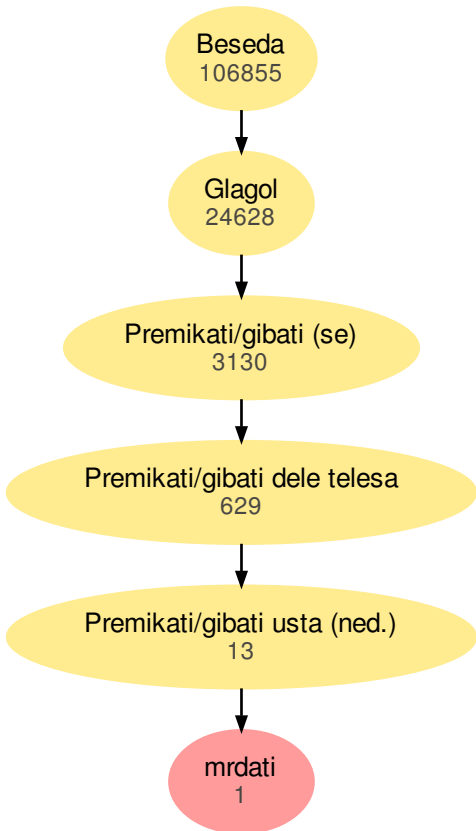 Beseda
106855
Glagol
24628
Premikati/gibati (se)
3130
Premikati/gibati dele telesa
629
Premikati/gibati usta (ned.)
13
mrdati
1